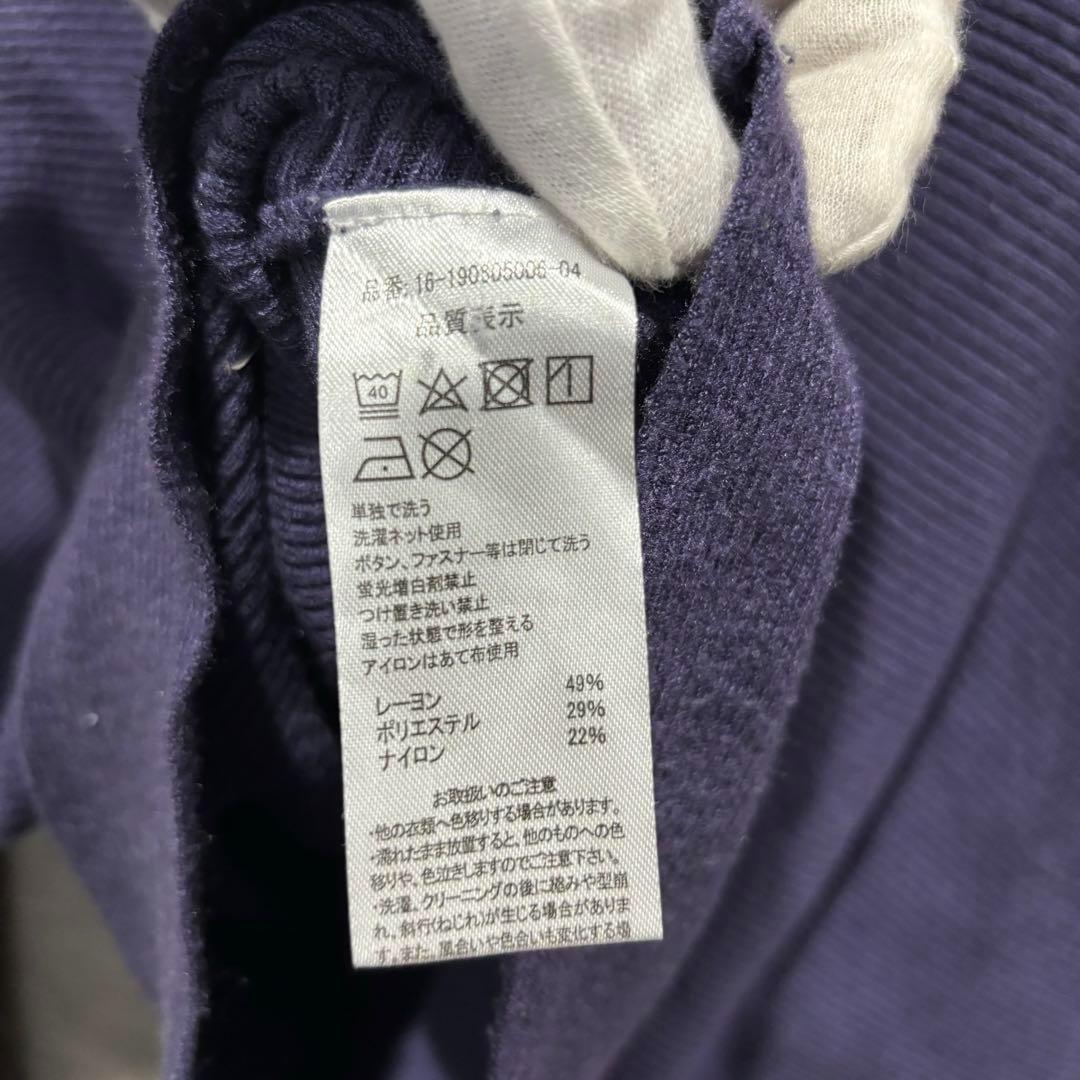 品番:16-190805006-04
品質表示
40
単独で洗う
洗濯ネット使用
ボタン、ファスナー等は閉じて洗う
蛍光増白剤禁止
つけ置き洗い禁止
湿った状態で形を整える
アイロンはあて布使用
レーヨン 49%
ポリエステル 29%
ナイロン 22%
お取扱いのご注意
・他の衣類へ色移りする場合があります。
・濡れたまま放置すると、他のものへの色
移りや、色泣きしますのでご注意下さい。
・洗濯、クリーニングの後に縮みや型崩
れ、斜行(ねじれ)が生じる場合がありま
す。また、風合いや色合いも変化する場